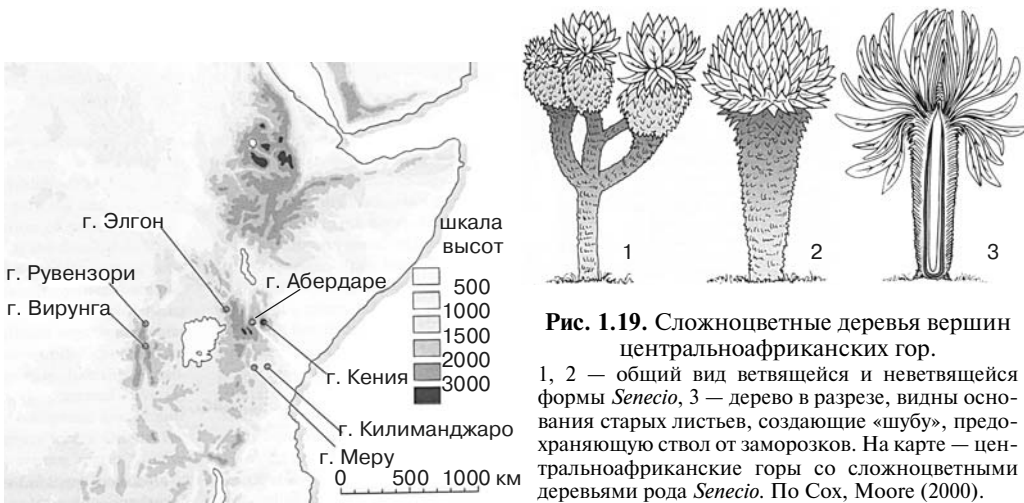 г. Элгон
г. Рувензори
г. Вирунга
г. Абердаре
г. Кения
г. Килиманджаро
г. Меру
шкала
высот
500
1000
1500
2000
3000
0 500 1000 км
1
2
3
Рис. 1.19. Сложноцветные деревья вершин
центральноафриканских гор.
1, 2 — общий вид ветвящейся и неветвящейся
формы Senecio, 3 — дерево в разрезе, видны осно-
вания старых листьев, создающие «шубу», предо-
храняющую ствол от заморозков. На карте — цен-
тральноафриканские горы со сложноцветными
деревьями рода Senecio. По Cox, Moore (2000).